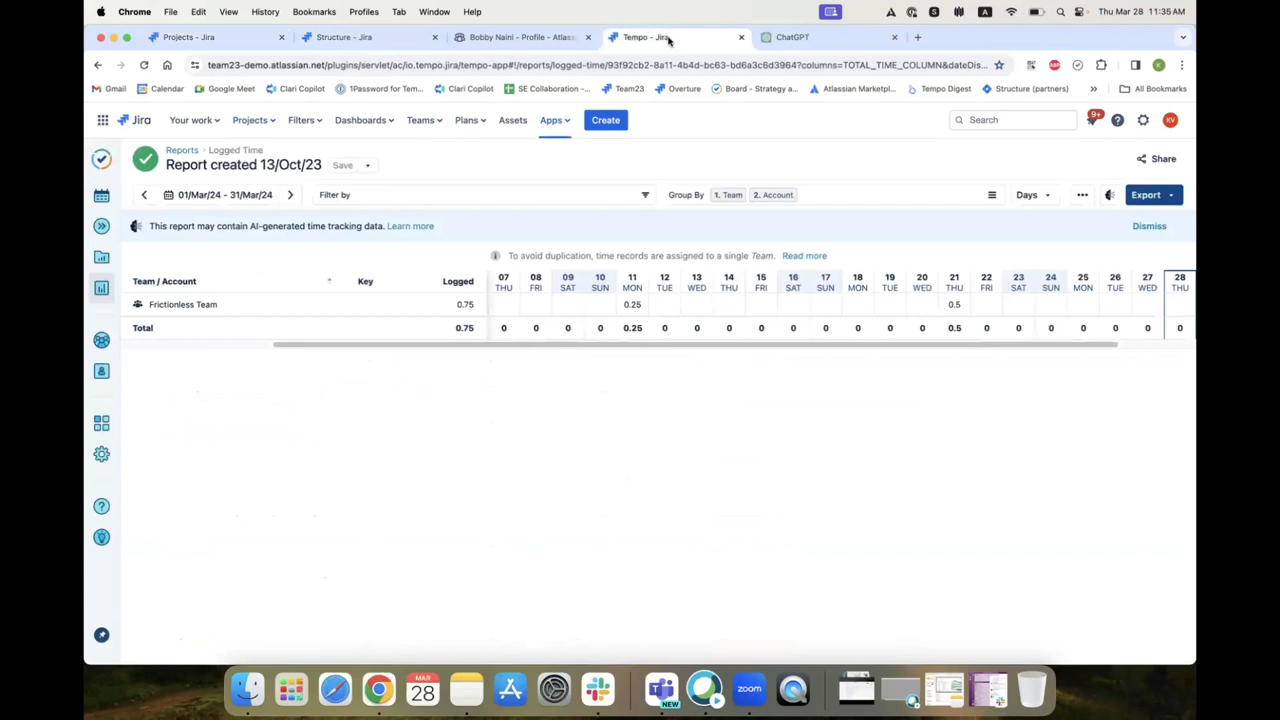 Chrome File Edit View History Bookmarks Profiles Tab Window Help
A Thu Mar 28 11:35 AM
Projects - Jira
Structure - Jira
Bobby Naini - Profile - Atlass
Tempo - Jira
ChatGPT
team23-demo.atlassian.net/plugins/servlet/ac/io.tempo.jira/tempo-app#!/reports/logged-time/93f92cb2-8a11-4b4d-bc63-bd6a3c6d3964?columns=TOTAL_TIME_COLUMN&dateDis...
K
Gmail Calendar Google Meet Clari Copilot 1Password for Tem... Clari Copilot SE Collaboration -... Team23 Overture Board - Strategy a... Atlassian Marketpl... Tempo Digest Structure (partners) » All Bookmarks
Jira Your work Projects Filters Dashboards Teams Plans Assets Apps Create Search 9+ KV
Reports › Logged Time
Report created 13/Oct/23 Save
Share
01/Mar/24 - 31/Mar/24 Filter by Group By 1. Team 2. Account Days Export
This report may contain AI-generated time tracking data. Learn more Dismiss
To avoid duplication, time records are assigned to a single Team. Read more
Team / Account Key Logged
07 08 09 10 11 12 13 14 15 16 17 18 19 20 21 22 23 24 25 26 27 28
THU FRI SAT SUN MON TUE WED THU FRI SAT SUN MON TUE WED THU FRI SAT SUN MON TUE WED THU
Frictionless Team 0.75 0.25 0.5
Total 0.75 0 0 0 0 0.25 0 0 0 0 0 0 0 0 0 0.5 0 0 0 0 0 0 0
MAR
28
NEW
zoom